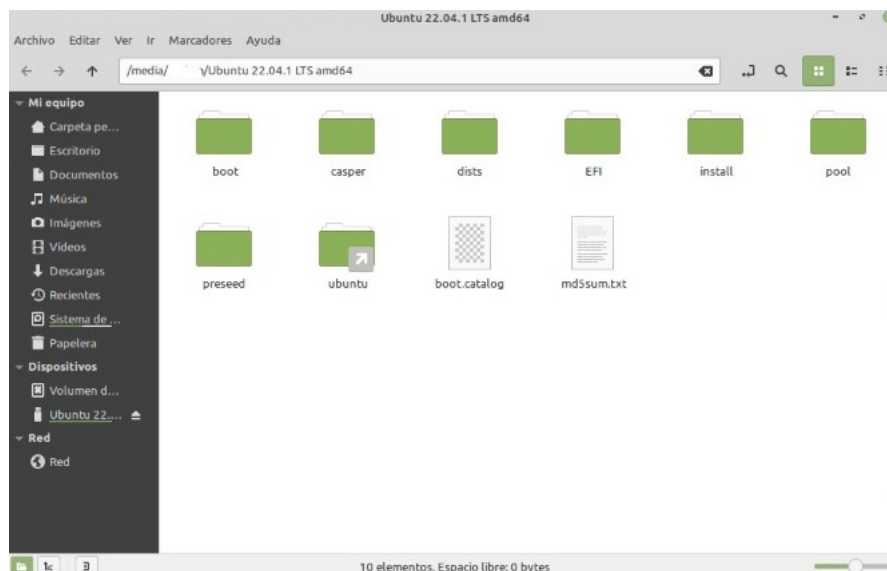 Ubuntu 22.04.1 LTS amd64
Archivo Editar Ver Ir Marcadores Ayuda
/media/ /Ubuntu 22.04.1 LTS amd64
Mi equipo
Carpeta pe...
Escritorio
Documentos
Música
Imágenes
Vídeos
Descargas
Recientes
Sistema de ...
Papelera
Dispositivos
Volumen d...
Ubuntu 22....
Red
Red
boot casper dists EFI install pool
preseed ubuntu boot.catalog md5sum.txt
10 elementos. Espacio libre: 0 bytes